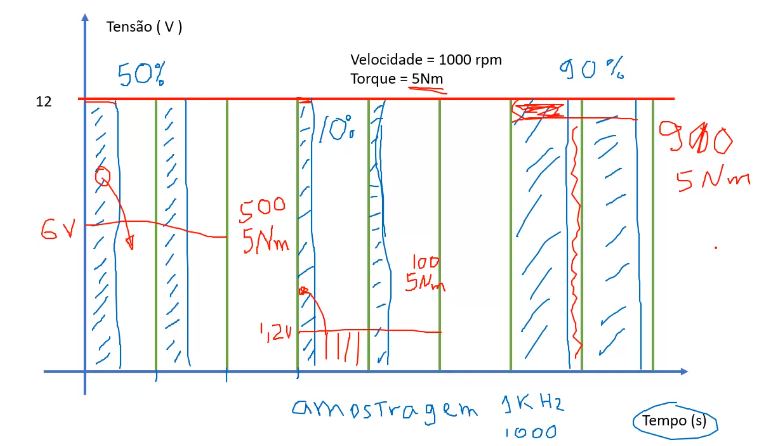 Tensão ( V )
Velocidade = 1000 rpm
Torque = 5Nm
50%
90%
12
10%
900
5Nm
6V
500
5Nm
100
5Nm
1,2V
amostragem 1KHz
1000
Tempo (s)